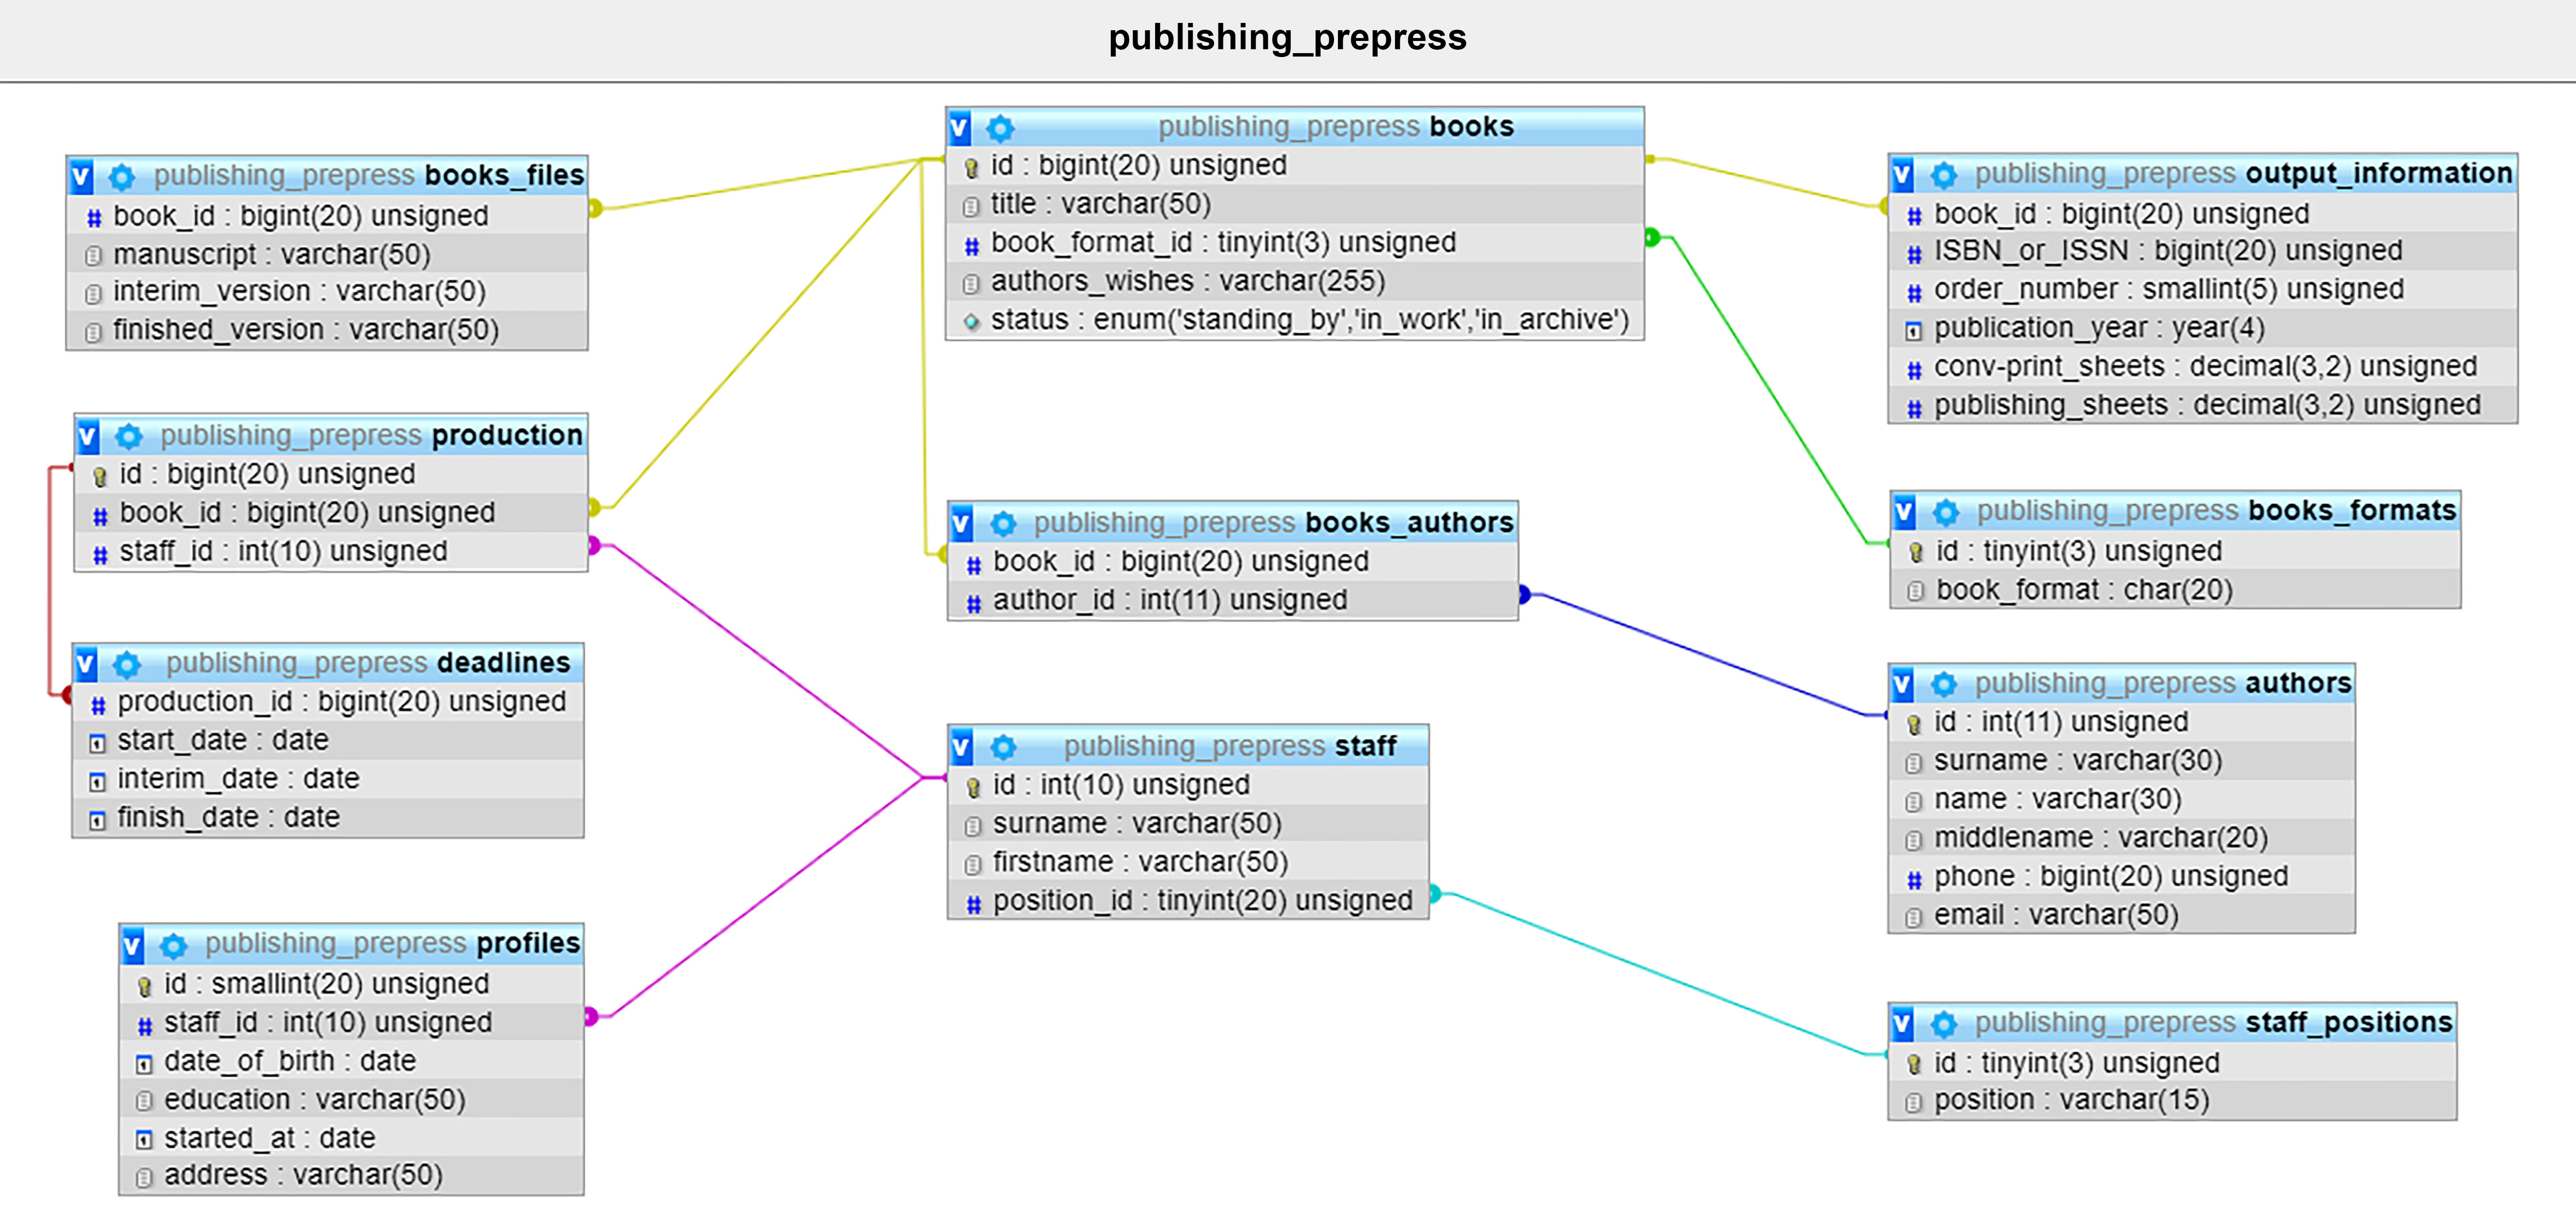 publishing_prepress
publishing_prepress books_files
book_id : bigint(20) unsigned
manuscript : varchar(50)
interim_version : varchar(50)
finished_version : varchar(50)
publishing_prepress production
id : bigint(20) unsigned
book_id : bigint(20) unsigned
staff_id : int(10) unsigned
publishing_prepress deadlines
production_id : bigint(20) unsigned
start_date : date
interim_date : date
finish_date : date
publishing_prepress profiles
id : smallint(20) unsigned
staff_id : int(10) unsigned
date_of_birth : date
education : varchar(50)
started_at : date
address : varchar(50)
publishing_prepress books
id : bigint(20) unsigned
title : varchar(50)
book_format_id : tinyint(3) unsigned
authors_wishes : varchar(255)
status : enum('standing_by','in_work','in_archive')
publishing_prepress books_authors
book_id : bigint(20) unsigned
author_id : int(11) unsigned
publishing_prepress staff
id : int(10) unsigned
surname : varchar(50)
firstname : varchar(50)
position_id : tinyint(20) unsigned
publishing_prepress output_information
book_id : bigint(20) unsigned
ISBN_or_ISSN : bigint(20) unsigned
order_number : smallint(5) unsigned
publication_year : year(4)
conv-print_sheets : decimal(3,2) unsigned
publishing_sheets : decimal(3,2) unsigned
publishing_prepress books_formats
id : tinyint(3) unsigned
book_format : char(20)
publishing_prepress authors
id : int(11) unsigned
surname : varchar(30)
name : varchar(30)
middlename : varchar(20)
phone : bigint(20) unsigned
email : varchar(50)
publishing_prepress staff_positions
id : tinyint(3) unsigned
position : varchar(15)